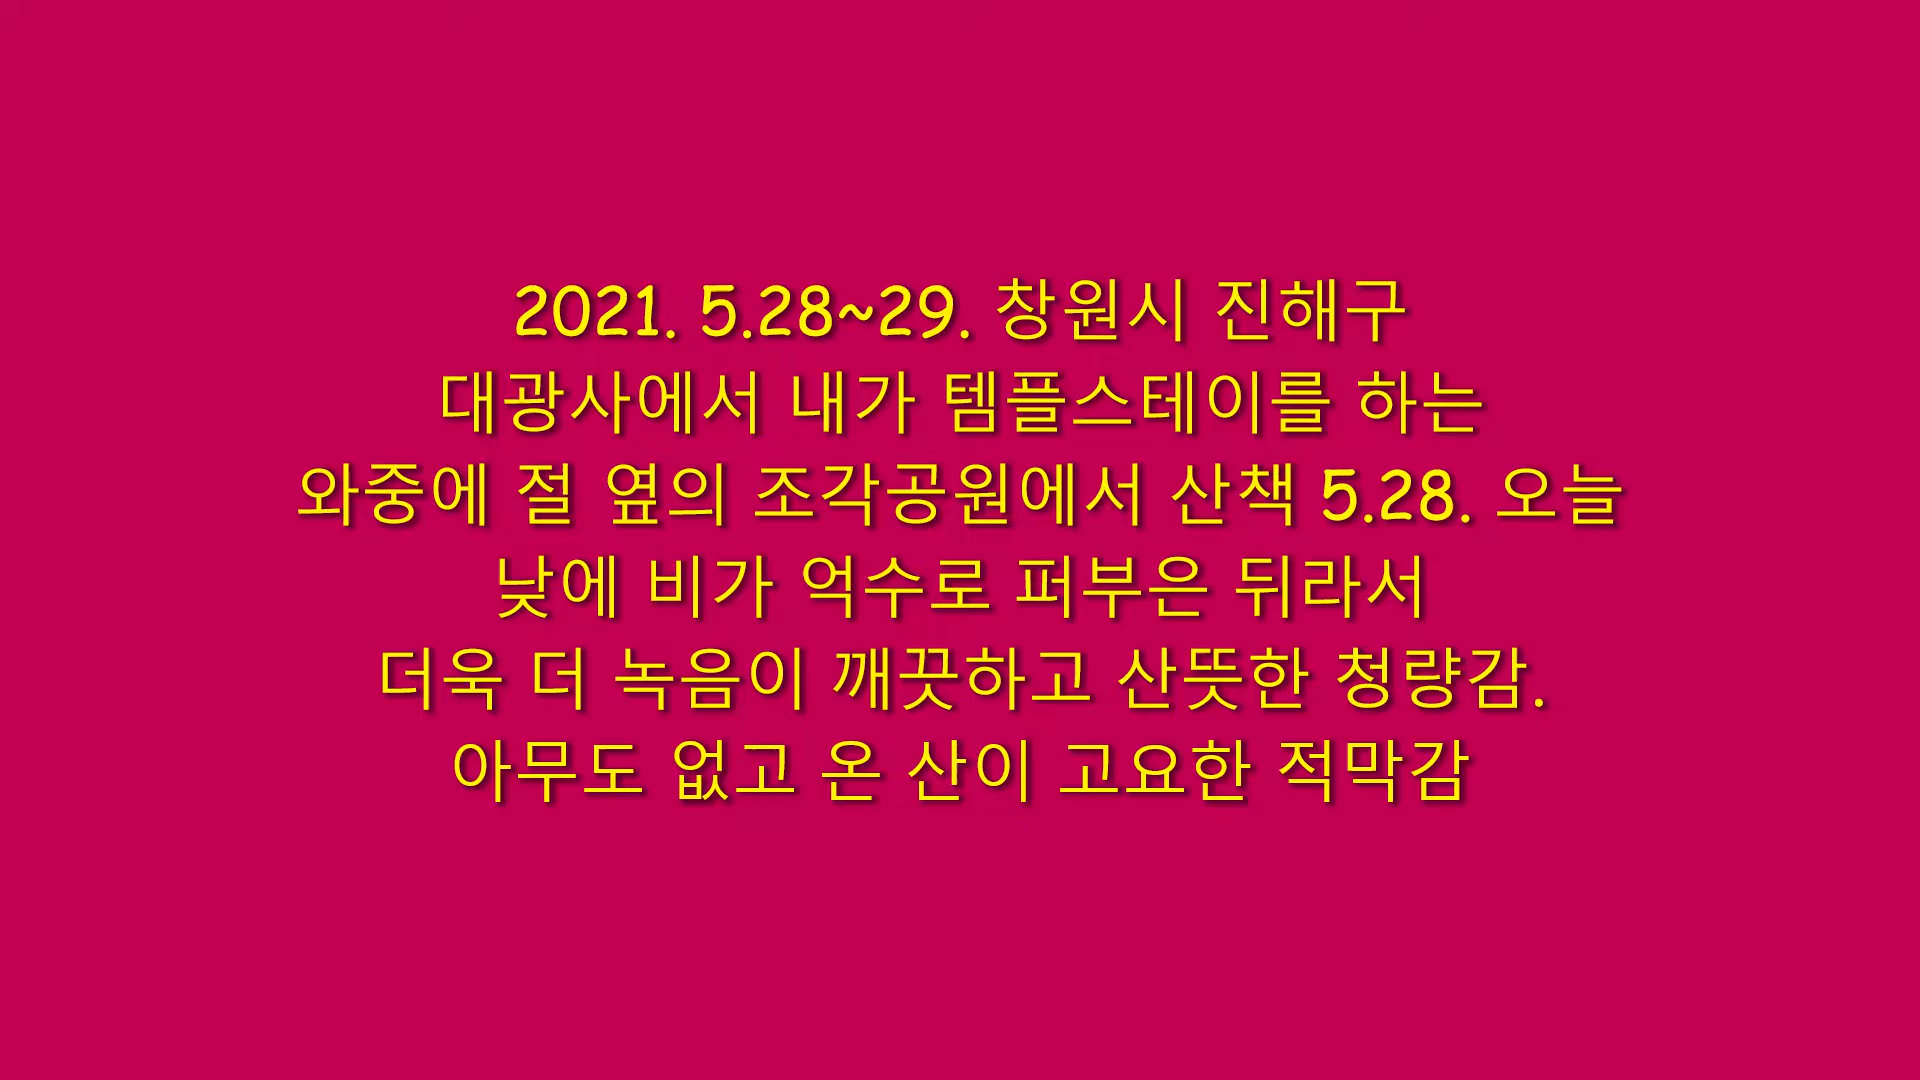 2021. 5.28~29. 창원시 진해구
대광사에서 내가 템플스테이를 하는
와중에 절 옆의 조각공원에서 산책 5.28. 오늘
낮에 비가 억수로 퍼부은 뒤라서
더욱 더 녹음이 깨끗하고 산뜻한 청량감.
아무도 없고 온 산이 고요한 적막감